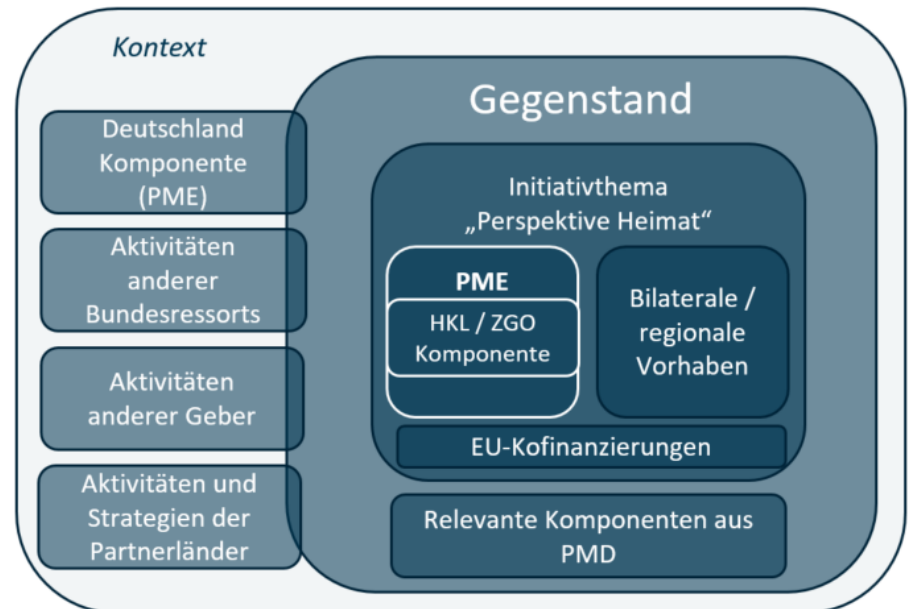 Kontext
Gegenstand
Deutschland
Komponente
(PME)
Aktivitäten
anderer
Bundesressorts
Aktivitäten
anderer Geber
Aktivitäten und
Strategien der
Partnerländer
Initiativthema
„Perspektive Heimat“
PME
HKL / ZGO
Komponente
Bilaterale /
regionale
Vorhaben
EU-Kofinanzierungen
Relevante Komponenten aus
PMD